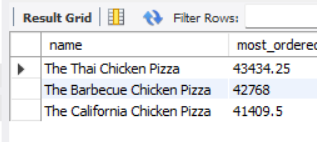 Result Grid Filter Rows:
name most_ordered
The Thai Chicken Pizza 43434.25
The Barbecue Chicken Pizza 42768
The California Chicken Pizza 41409.5